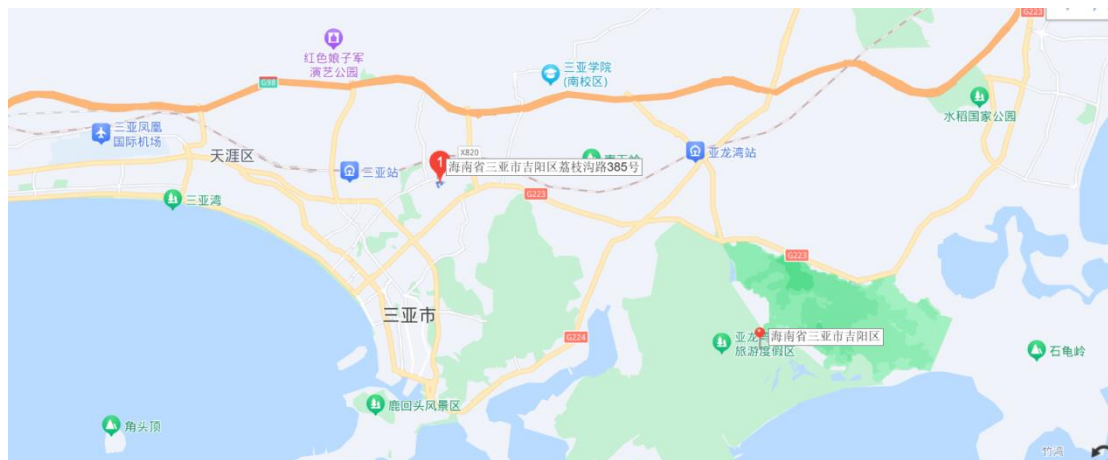 G223
红色娘子军
演艺公园
三亚学院
(南校区)
G98
水稻国家公园
三亚凤凰
国际机场
X820
天涯区
三亚站
1
海南省三亚市吉阳区荔枝沟路385号
亚龙湾站
G223
三亚湾
G223
三亚市
G224
海南省三亚市吉阳区
旅游度假区
石龟岭
鹿回头风景区
角头顶
竹湾